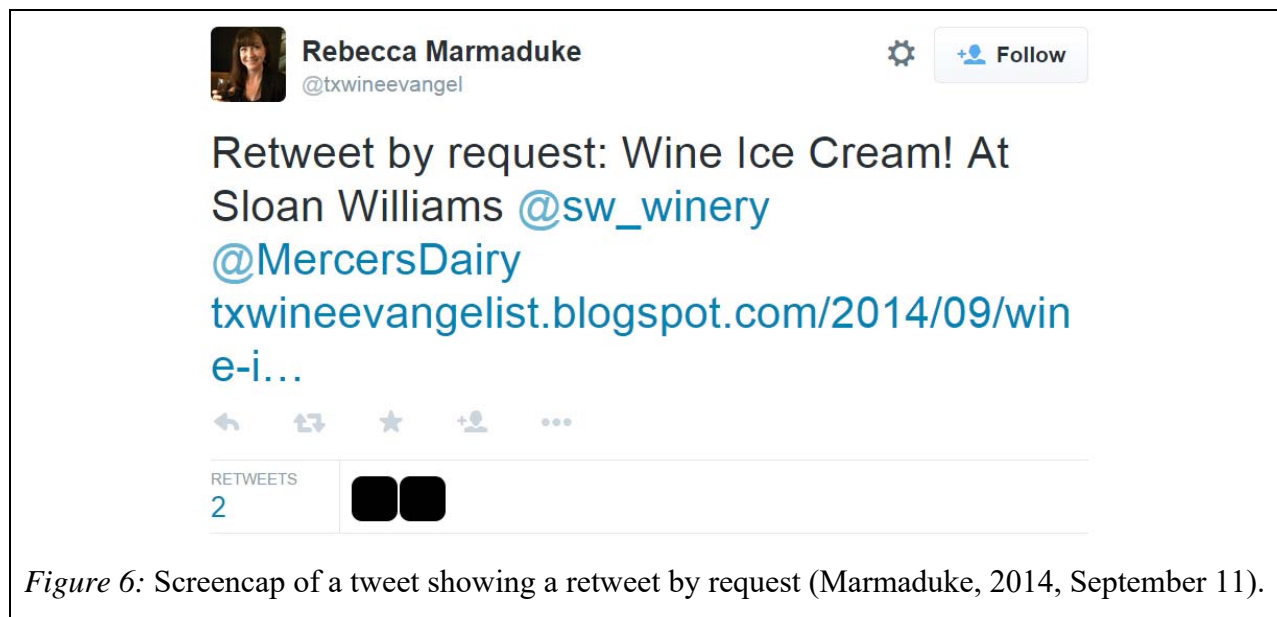 Rebecca Marmaduke
@txwineevangel
Follow
Retweet by request: Wine Ice Cream! At
Sloan Williams @sw_winery
@MercersDairy
txwineevangelist.blogspot.com/2014/09/win
e-i…
RETWEETS
2
Figure 6: Screencap of a tweet showing a retweet by request (Marmaduke, 2014, September 11).